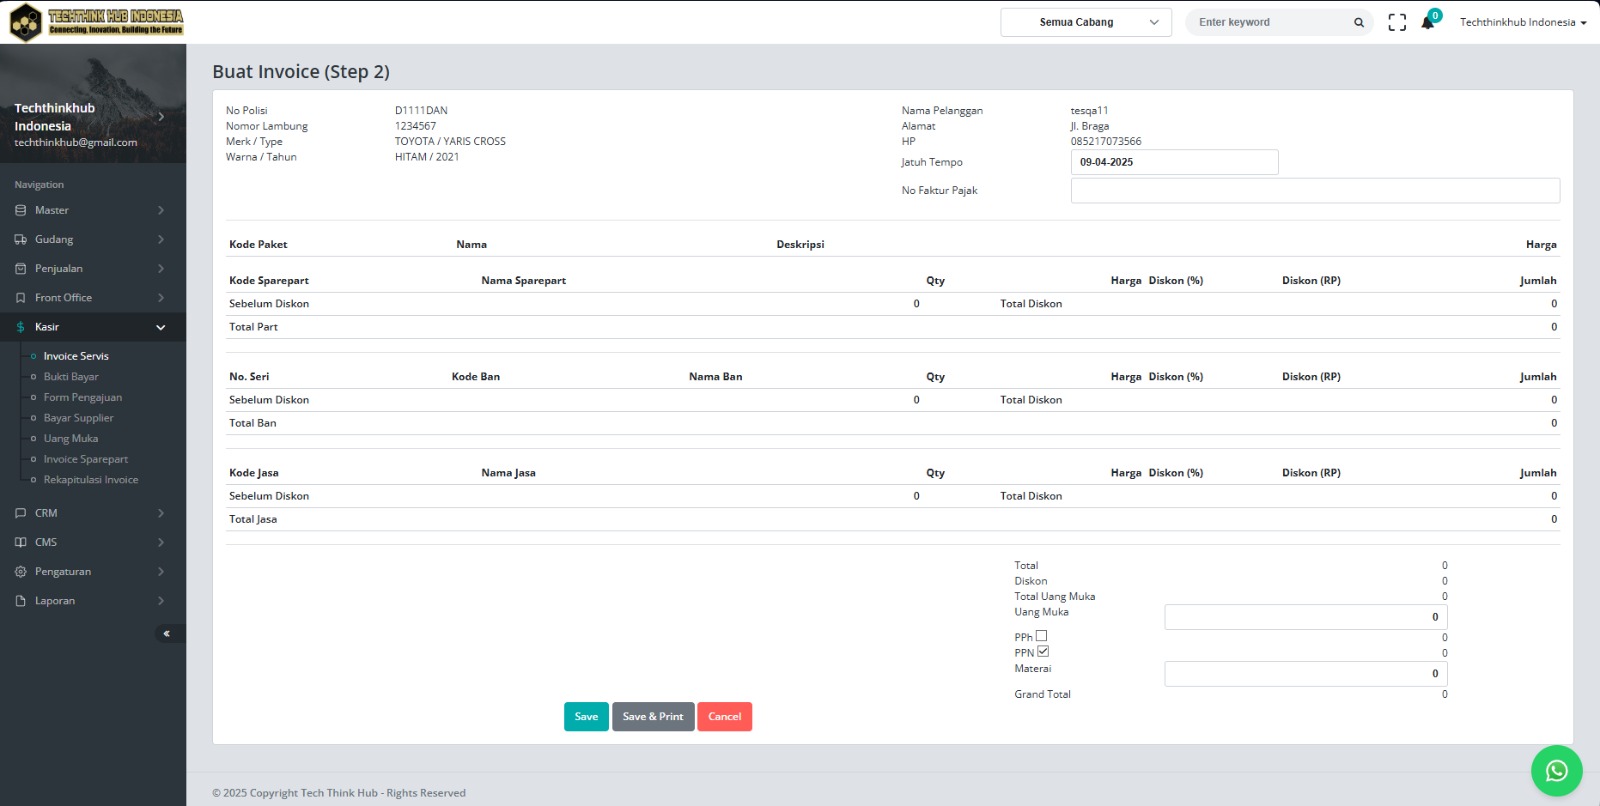 TECHTHINK HUB INDONESIA
Connecting, Inovation, Building the Future
Semua Cabang
Enter keyword
0
Techthinkhub Indonesia
Techthinkhub
Indonesia
techthinkhub@gmail.com
Navigation
Master
Gudang
Penjualan
Front Office
Kasir
Invoice Servis
Bukti Bayar
Form Pengajuan
Bayar Supplier
Uang Muka
Invoice Sparepart
Rekapitulasi Invoice
CRM
CMS
Pengaturan
Laporan
«
Buat Invoice (Step 2)
No Polisi D1111DAN
Nomor Lambung 1234567
Merk / Type TOYOTA / YARIS CROSS
Warna / Tahun HITAM / 2021
Nama Pelanggan tesqa11
Alamat Jl. Braga
HP 085217073566
Jatuh Tempo 09-04-2025
No Faktur Pajak
Kode Paket Nama Deskripsi Harga
Kode Sparepart Nama Sparepart Qty Harga Diskon (%) Diskon (RP) Jumlah
Sebelum Diskon 0 Total Diskon 0
Total Part 0
No. Seri Kode Ban Nama Ban Qty Harga Diskon (%) Diskon (RP) Jumlah
Sebelum Diskon 0 Total Diskon 0
Total Ban 0
Kode Jasa Nama Jasa Qty Harga Diskon (%) Diskon (RP) Jumlah
Sebelum Diskon 0 Total Diskon 0
Total Jasa 0
Total 0
Diskon 0
Total Uang Muka 0
Uang Muka 0
PPh 0
PPN 0
Materai 0
Grand Total 0
Save Save & Print Cancel
© 2025 Copyright Tech Think Hub - Rights Reserved